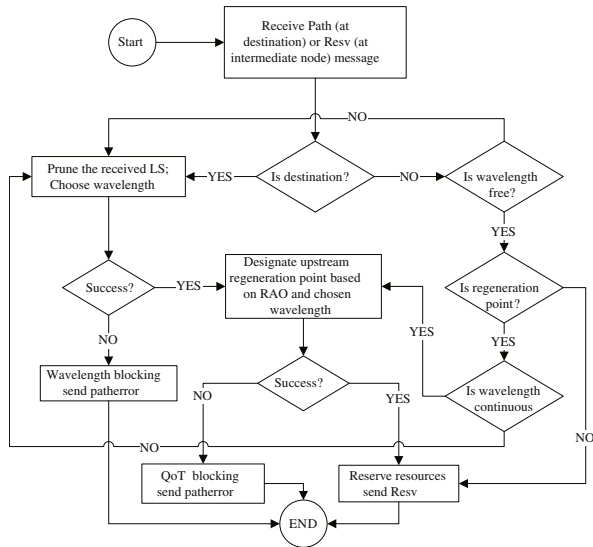 Start
Receive Path (at
destination) or Resv (at
intermediate node) message
NO
Prune the received LS;
Choose wavelength
YES
Is destination?
NO
Is wavelength
free?
YES
Success?
YES
Designate upstream
regeneration point based
on RAO and chosen
wavelength
Is regeneration
point?
YES
YES
NO
Wavelength blocking
send patherror
Success?
NO
YES
Is wavelength
continuous
NO
NO
QoT blocking
send patherror
Reserve resources
send Resv
END